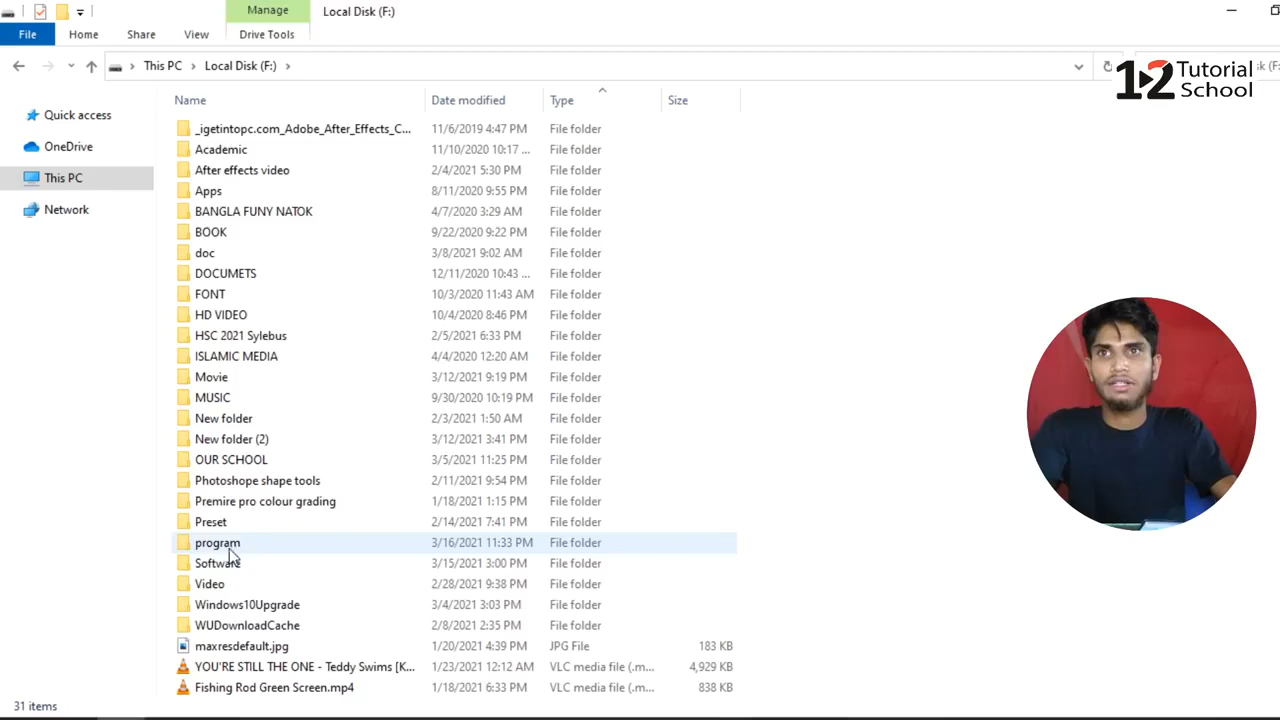 Manage
Local Disk (F:)
File
Home
Share
View
Drive Tools
This PC
Local Disk (F:)
12 Tutorial School
Name
Date modified
Type
Size
Quick access
OneDrive
This PC
Network
_igetintopc.com_Adobe_After_Effects_C... 11/6/2019 4:47 PM File folder
Academic 11/10/2020 10:17 ... File folder
After effects video 2/4/2021 5:30 PM File folder
Apps 8/11/2020 9:55 PM File folder
BANGLA FUNY NATOK 4/7/2020 3:29 AM File folder
BOOK 9/22/2020 9:22 PM File folder
doc 3/8/2021 9:02 AM File folder
DOCUMETS 12/11/2020 10:43 ... File folder
FONT 10/3/2020 11:43 AM File folder
HD VIDEO 10/4/2020 8:46 PM File folder
HSC 2021 Sylebus 2/5/2021 6:33 PM File folder
ISLAMIC MEDIA 4/4/2020 12:20 AM File folder
Movie 3/12/2021 9:19 PM File folder
MUSIC 9/30/2020 10:19 PM File folder
New folder 2/3/2021 1:50 AM File folder
New folder (2) 3/12/2021 3:41 PM File folder
OUR SCHOOL 3/5/2021 11:25 PM File folder
Photoshope shape tools 2/11/2021 9:54 PM File folder
Premire pro colour grading 1/18/2021 1:15 PM File folder
Preset 2/14/2021 7:41 PM File folder
program 3/16/2021 11:33 PM File folder
Software 3/15/2021 3:00 PM File folder
Video 2/28/2021 9:38 PM File folder
Windows10Upgrade 3/4/2021 3:03 PM File folder
WUDownloadCache 2/8/2021 2:35 PM File folder
maxresdefault.jpg 1/20/2021 4:39 PM JPG File 183 KB
YOU'RE STILL THE ONE - Teddy Swims [K... 1/23/2021 12:12 AM VLC media file (.m... 4,929 KB
Fishing Rod Green Screen.mp4 1/18/2021 6:33 PM VLC media file (.m... 838 KB
31 items